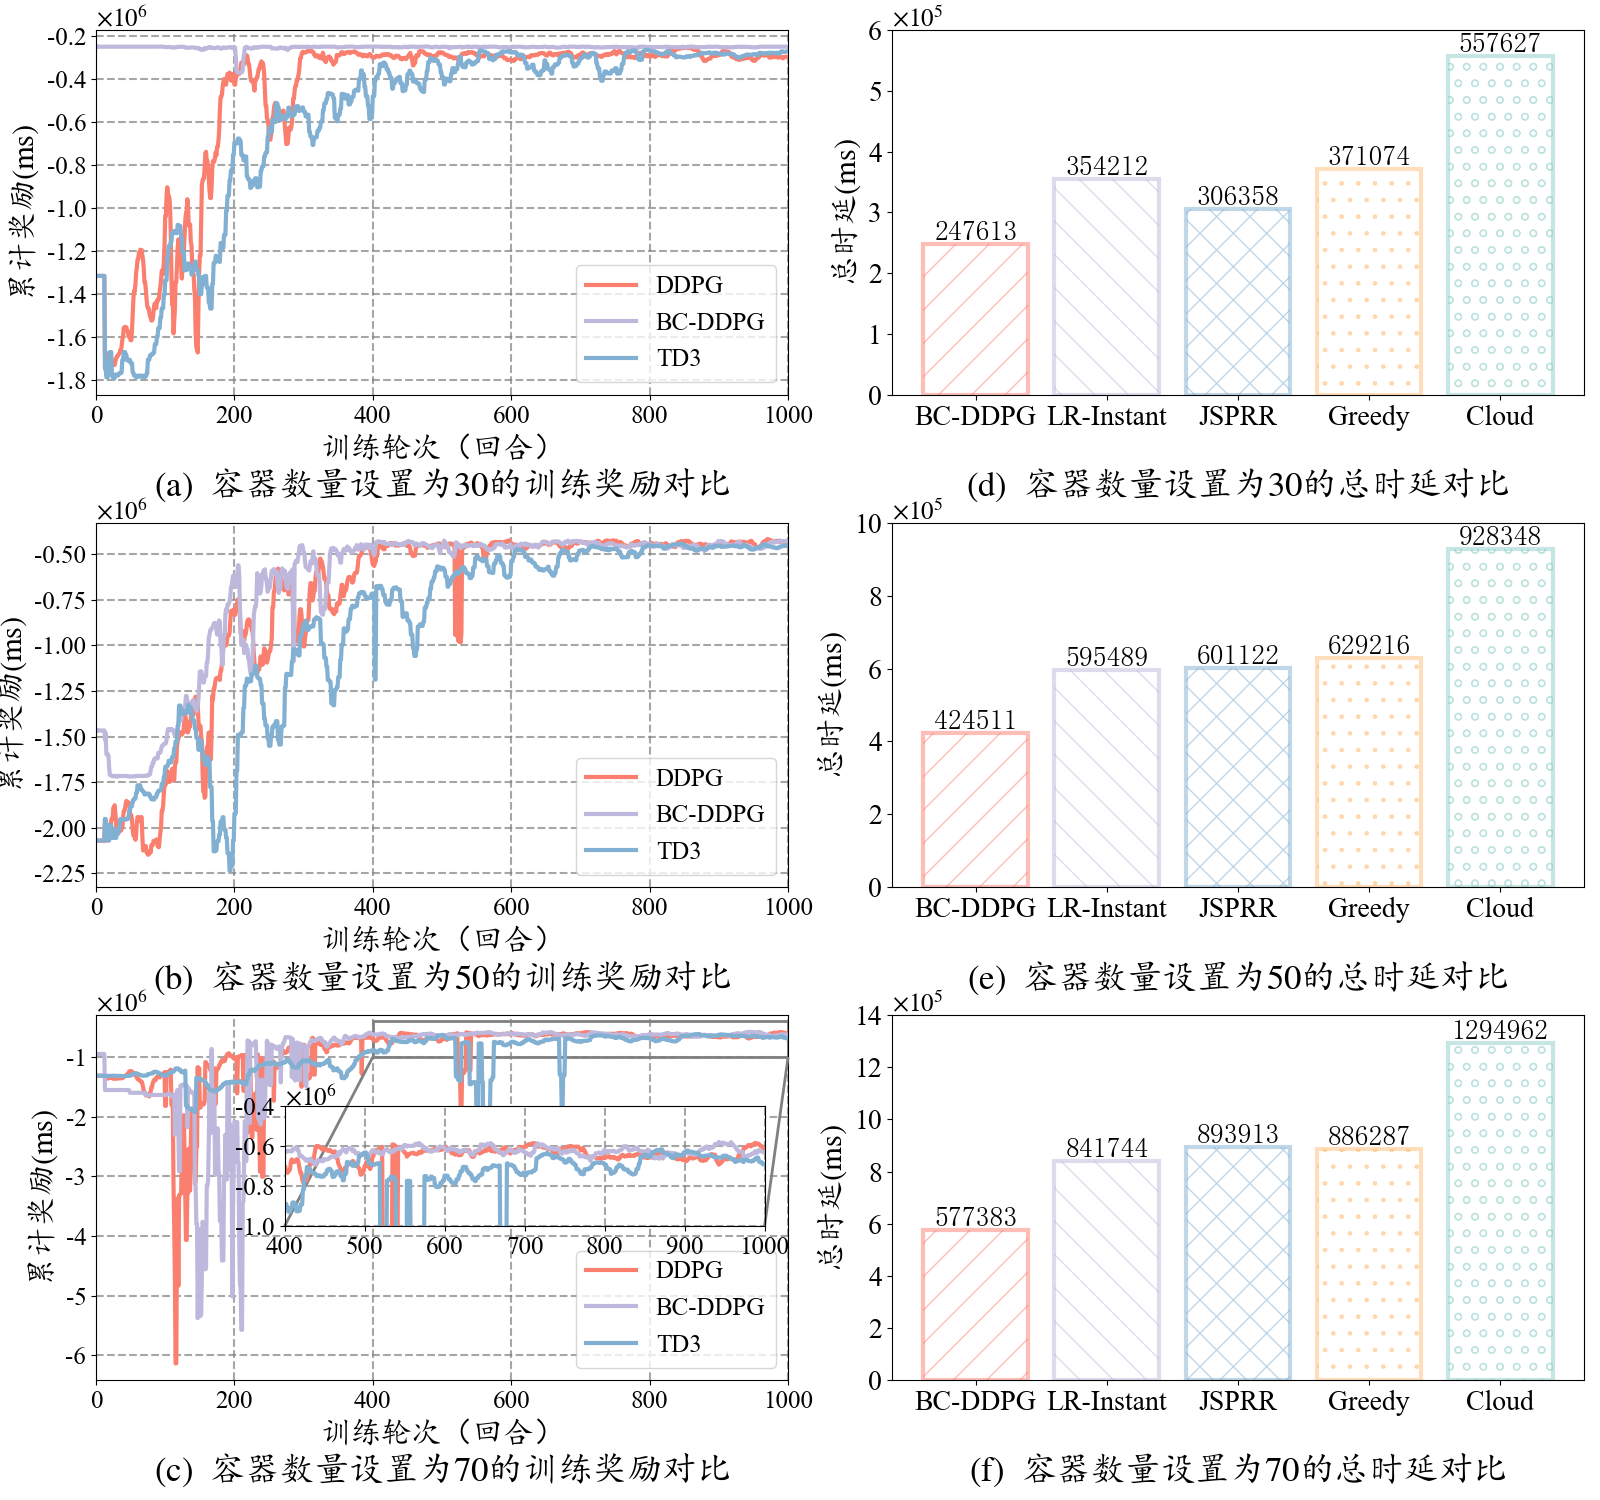 ×10⁶
-0.2
-0.4
-0.6
-0.8
-1.0
-1.2
-1.4
-1.6
-1.8
累计奖励(ms)
DDPG
BC-DDPG
TD3
0 200 400 600 800 1000
训练轮次（回合）
(a) 容器数量设置为30的训练奖励对比
×10⁵
6
5
4
3
2
1
0
总时延(ms)
247613
354212
306358
371074
557627
BC-DDPG LR-Instant JSPRR Greedy Cloud
(d) 容器数量设置为30的总时延对比
×10⁶
-0.50
-0.75
-1.00
-1.25
-1.50
-1.75
-2.00
-2.25
累计奖励(ms)
DDPG
BC-DDPG
TD3
0 200 400 600 800 1000
训练轮次（回合）
(b) 容器数量设置为50的训练奖励对比
×10⁵
10
8
6
4
2
0
总时延(ms)
424511
595489
601122
629216
928348
BC-DDPG LR-Instant JSPRR Greedy Cloud
(e) 容器数量设置为50的总时延对比
×10⁶
-1
-2
-3
-4
-5
-6
累计奖励(ms)
×10⁶
-0.4
-0.6
-0.8
-1.0
400 500 600 700 800 900 1000
DDPG
BC-DDPG
TD3
0 200 400 600 800 1000
训练轮次（回合）
(c) 容器数量设置为70的训练奖励对比
×10⁵
14
12
10
8
6
4
2
0
总时延(ms)
577383
841744
893913
886287
1294962
BC-DDPG LR-Instant JSPRR Greedy Cloud
(f) 容器数量设置为70的总时延对比